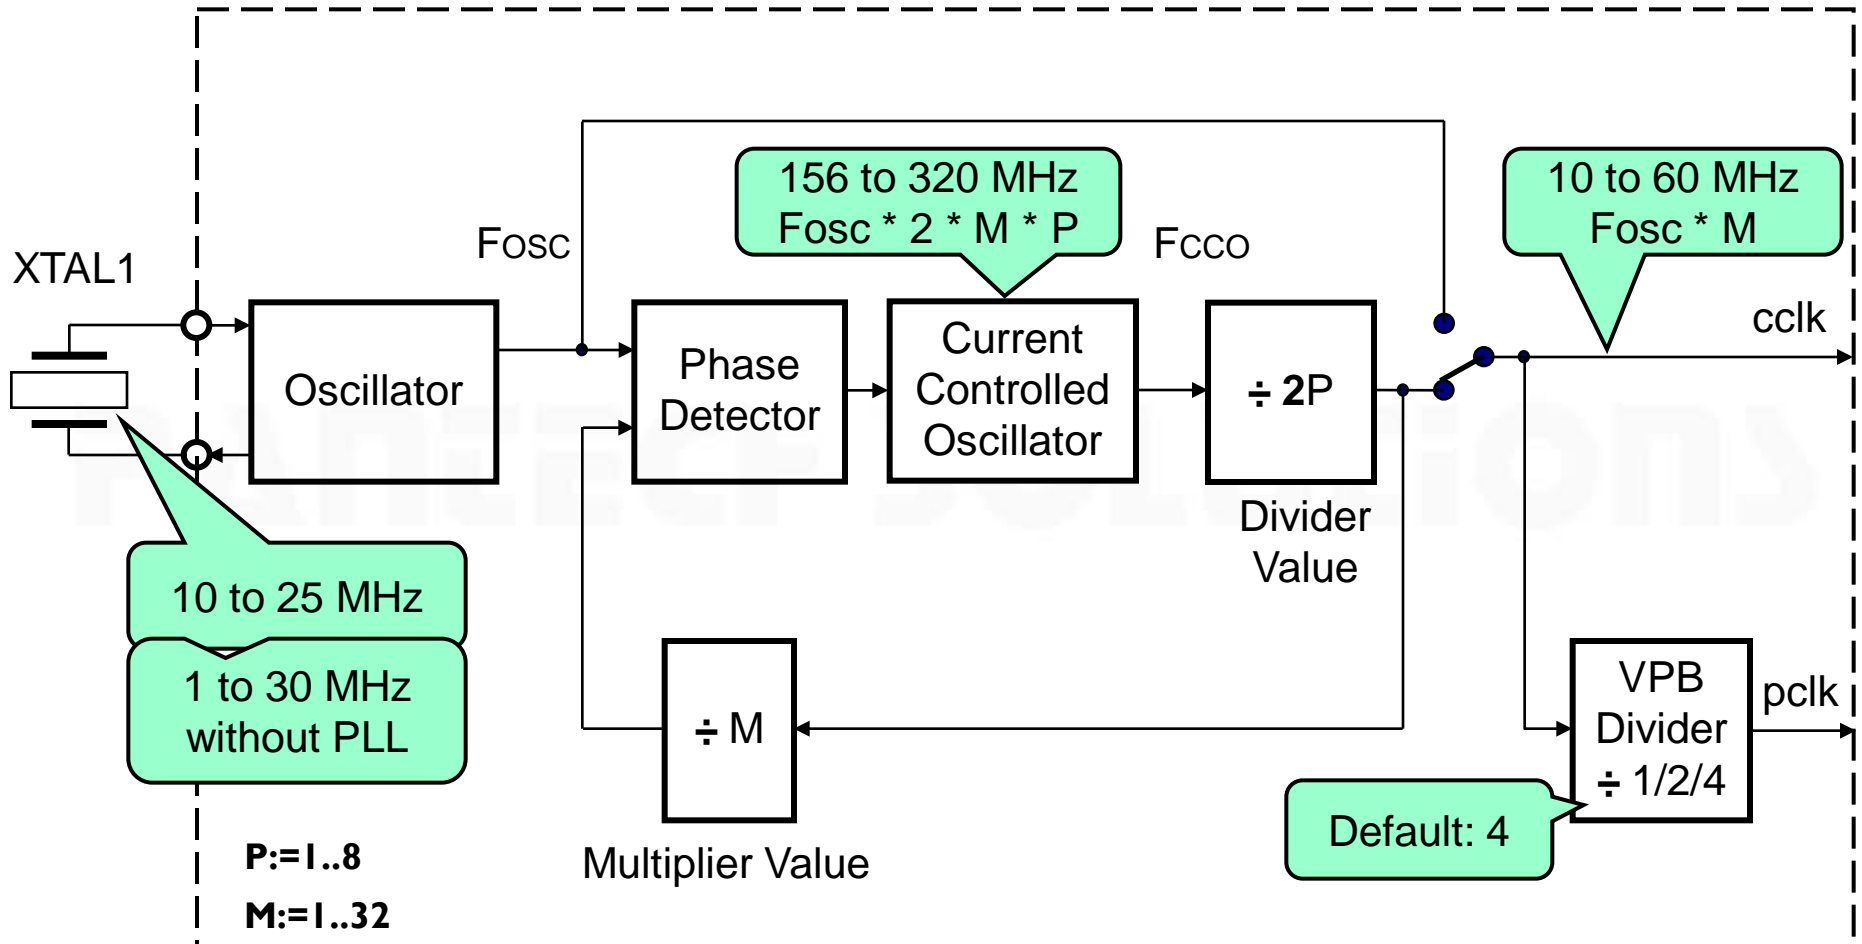 156 to 320 MHz
Fosc * 2 * M * P
10 to 60 MHz
Fosc * M
FOSC
FCCO
XTAL1
cclk
Oscillator
Phase
Detector
Current
Controlled
Oscillator
÷ 2P
Divider
Value
10 to 25 MHz
1 to 30 MHz
without PLL
÷ M
Multiplier Value
VPB
Divider
÷ 1/2/4
pclk
Default: 4
P:=1..8
M:=1..32
PANTECH SOLUTIONS